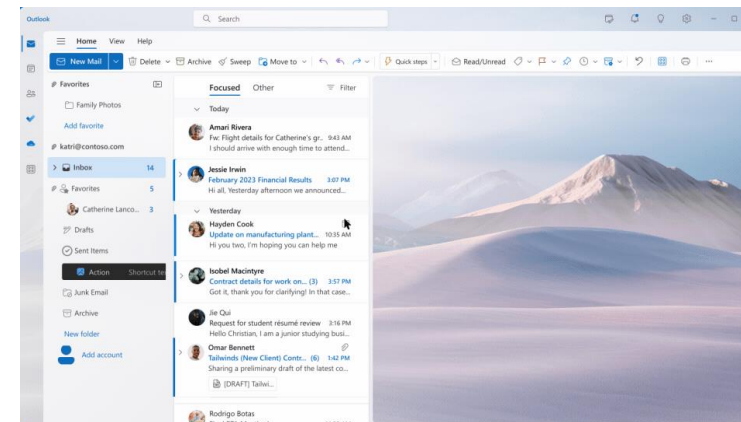 Outlook
Search
Home View Help
New Mail Delete Archive Sweep Move to Quick steps Read/Unread
Favorites
Family Photos
Add favorite
katri@contoso.com
Inbox 14
Favorites 5
Catherine Lanco... 3
Drafts
Sent Items
Action Shortcut te
Junk Email
Archive
New folder
Add account
Focused Other Filter
Today
Amari Rivera
Fw: Flight details for Catherine's gr... 9:43 AM
I should arrive with enough time to attend...
Jessie Irwin
February 2023 Financial Results 3:07 PM
Hi all, Yesterday afternoon we announced...
Yesterday
Hayden Cook
Update on manufacturing plant... 10:35 AM
Hi you two, I'm hoping you can help me
Isobel Macintyre
Contract details for work on... (3) 3:57 PM
Got it, thank you for clarifying! In that case...
Jie Qui
Request for student résumé review 3:16 PM
Hello Christian, I am a junior studying busi...
Omar Bennett
Tailwinds (New Client) Contr... (6) 1:42 PM
Sharing a preliminary draft of the latest co...
[DRAFT] Tailwi...
Rodrigo Botas